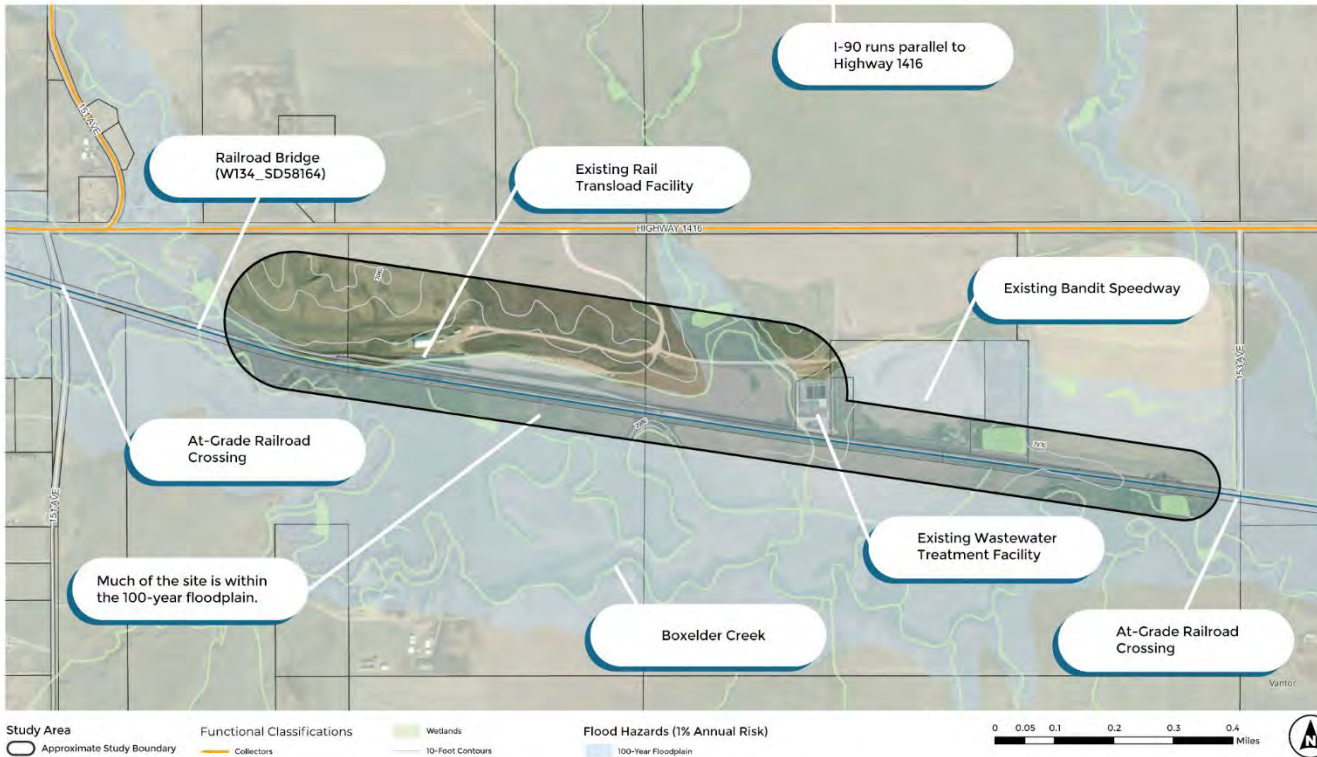 I-90 runs parallel to
Highway 1416
151 AVE
Railroad Bridge
(W134_SD58164)
Existing Rail
Transload Facility
HIGHWAY 1416
Existing Bandit Speedway
153 AVE
At-Grade Railroad
Crossing
151 AVE
2970
Existing Wastewater
Treatment Facility
Much of the site is within
the 100-year floodplain.
Boxelder Creek
At-Grade Railroad
Crossing
Vantor
Study Area
Approximate Study Boundary
Functional Classifications
Collectors
Wetlands
10-Foot Contours
Flood Hazards (1% Annual Risk)
100-Year Floodplain
0 0.05 0.1 0.2 0.3 0.4
Miles
N